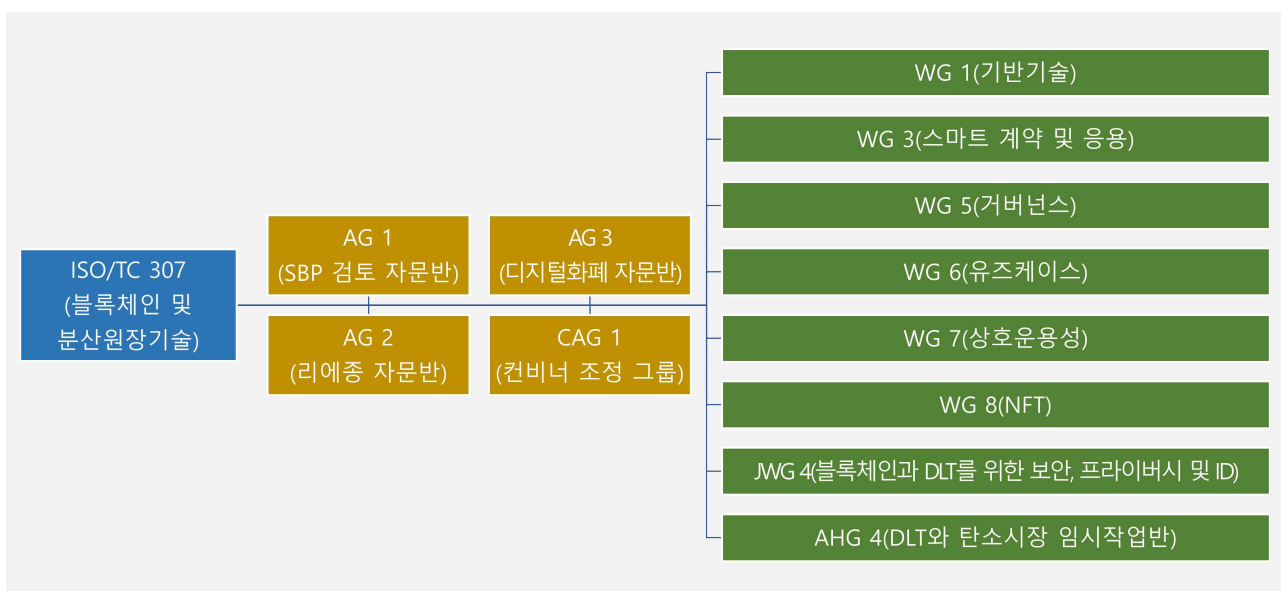 ISO/TC 307
(블록체인 및
분산원장기술)
AG 1
(SBP 검토 자문반)
AG 3
(디지털화폐 자문반)
AG 2
(리에종 자문반)
CAG 1
(컨비너 조정 그룹)
WG 1(기반기술)
WG 3(스마트 계약 및 응용)
WG 5(거버넌스)
WG 6(유즈케이스)
WG 7(상호운용성)
WG 8(NFT)
JWG 4(블록체인과 DLT를 위한 보안, 프라이버시 및 ID)
AHG 4(DLT와 탄소시장 임시작업반)